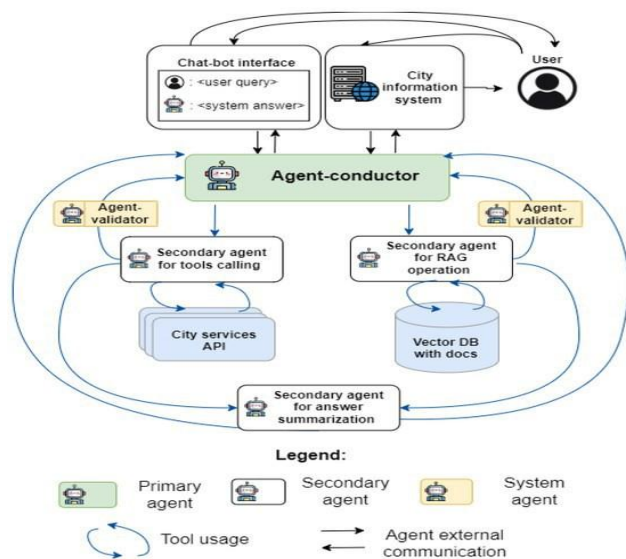 User
Chat-bot interface
: <user query>
: <system answer>
City
information
system
Agent-conductor
Agent-
validator
Agent-
validator
Secondary agent
for tools calling
Secondary agent
for RAG
operation
City services
API
Vector DB
with docs
Secondary agent
for answer
summarization
Legend:
Primary
agent
Secondary
agent
System
agent
Tool usage
Agent external
communication